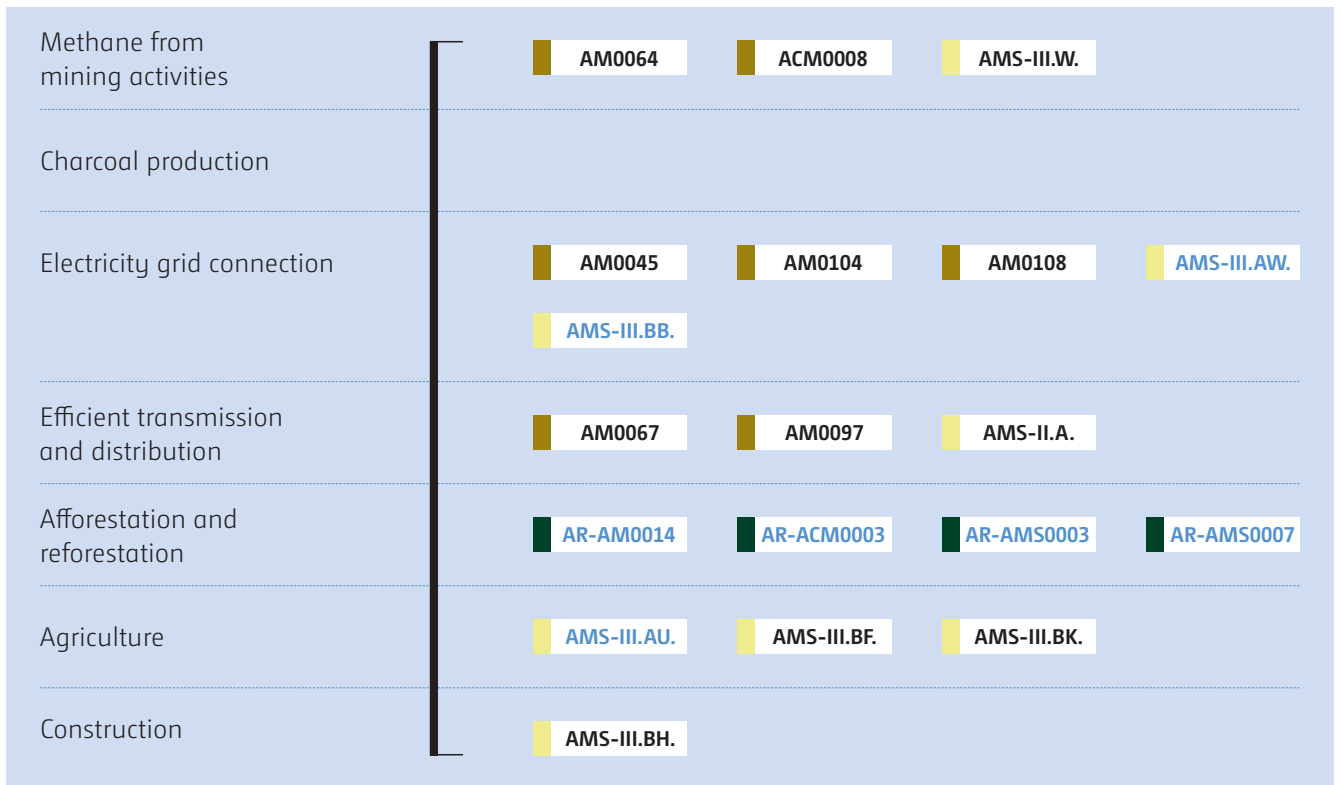 Methane from
mining activities
AM0064 ACM0008 AMS-III.W.
Charcoal production
Electricity grid connection
AM0045 AM0104 AM0108 AMS-III.AW.
AMS-III.BB.
Efficient transmission
and distribution
AM0067 AM0097 AMS-II.A.
Afforestation and
reforestation
AR-AM0014 AR-ACM0003 AR-AMS0003 AR-AMS0007
Agriculture
AMS-III.AU. AMS-III.BF. AMS-III.BK.
Construction
AMS-III.BH.